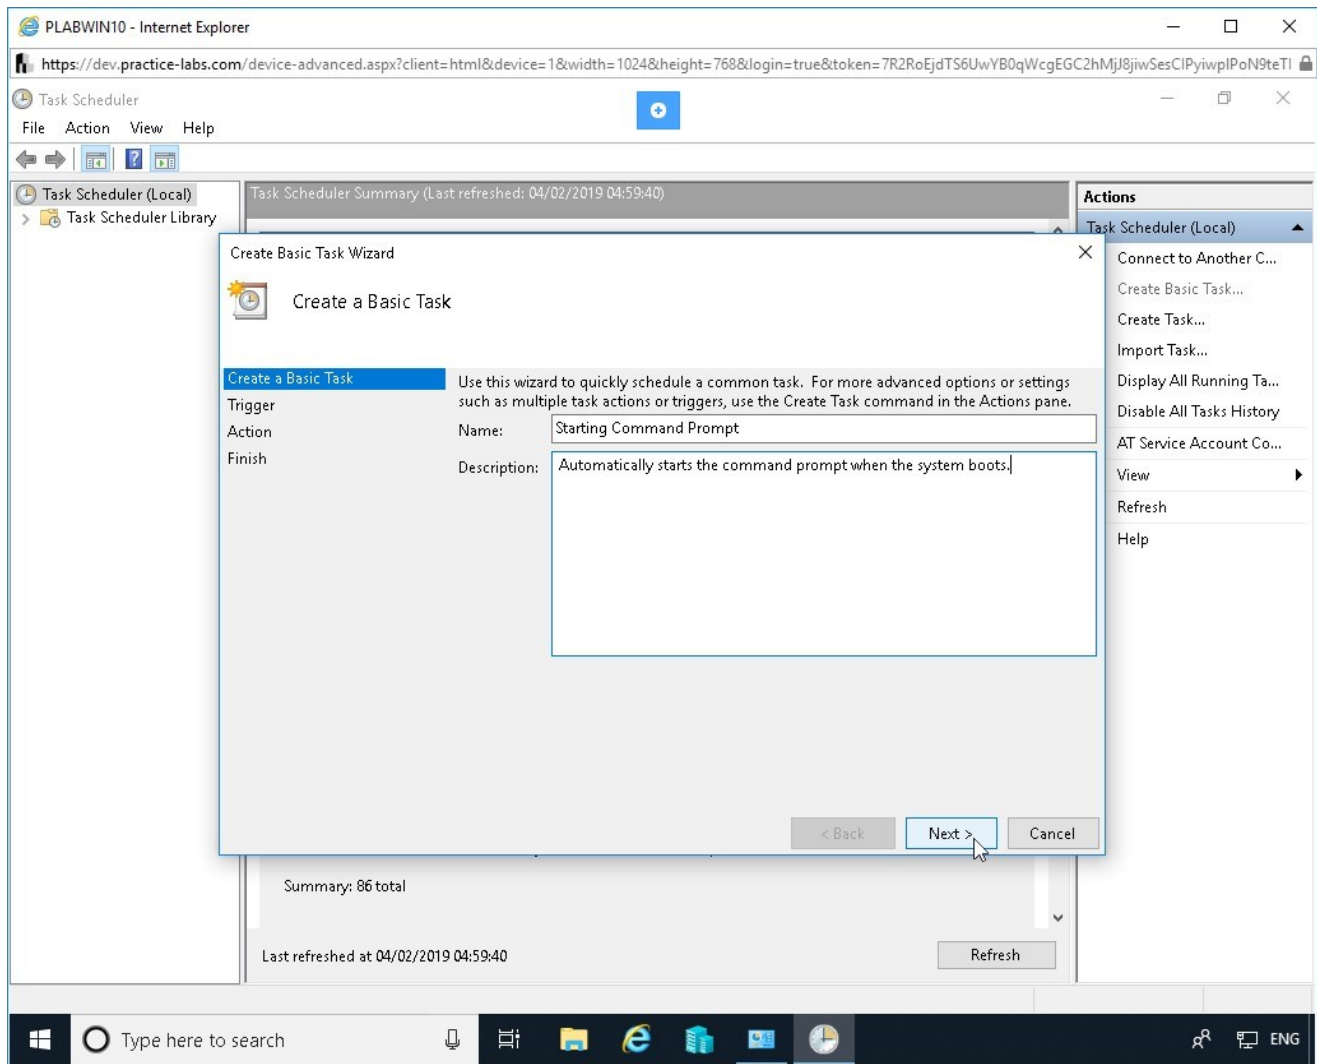 PLABWIN10 - Internet Explorer
https://dev.practice-labs.com/device-advanced.aspx?client=html&device=1&width=1024&height=768&login=true&token=7R2RoEjdTS6UwYB0qWcgEGC2hMjJ8jiwSesCIPyiwpIPoN9teTI
Task Scheduler
File Action View Help
Task Scheduler (Local)
Task Scheduler Library
Task Scheduler Summary (Last refreshed: 04/02/2019 04:59:40)
Create Basic Task Wizard
Create a Basic Task
Create a Basic Task
Trigger
Action
Finish
Use this wizard to quickly schedule a common task. For more advanced options or settings
such as multiple task actions or triggers, use the Create Task command in the Actions pane.
Name: Starting Command Prompt
Description: Automatically starts the command prompt when the system boots.
< Back Next > Cancel
Summary: 86 total
Last refreshed at 04/02/2019 04:59:40 Refresh
Actions
Task Scheduler (Local)
Connect to Another C...
Create Basic Task...
Create Task...
Import Task...
Display All Running Ta...
Disable All Tasks History
AT Service Account Co...
View
Refresh
Help
Type here to search
ENG